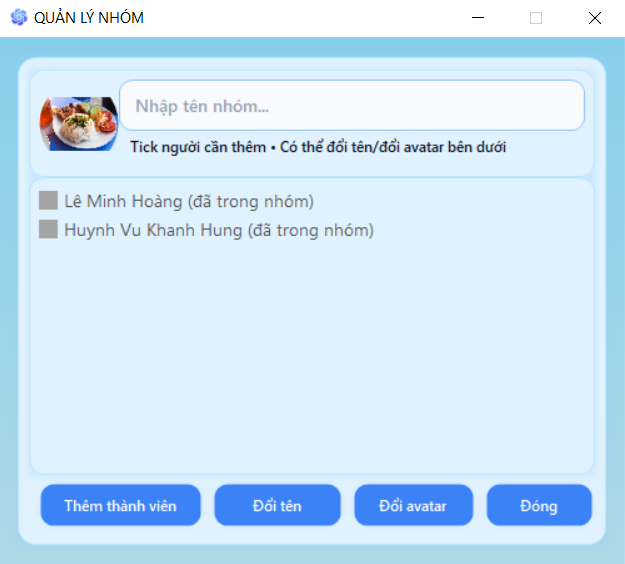 QUẢN LÝ NHÓM
Nhập tên nhóm...
Tick người cần thêm • Có thể đổi tên/đổi avatar bên dưới
Lê Minh Hoàng (đã trong nhóm)
Huynh Vu Khanh Hung (đã trong nhóm)
Thêm thành viên
Đổi tên
Đổi avatar
Đóng